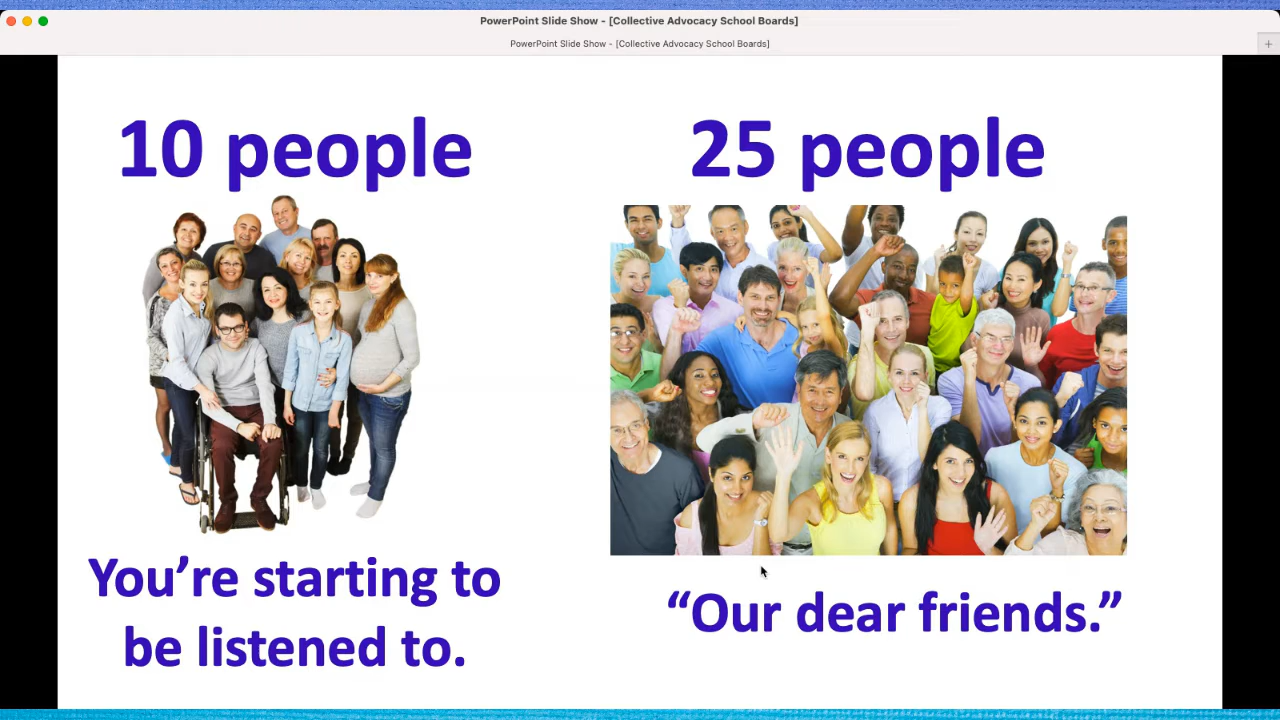 PowerPoint Slide Show - [Collective Advocacy School Boards]
PowerPoint Slide Show - [Collective Advocacy School Boards]
10 people
You’re starting to
be listened to.
25 people
“Our dear friends.”